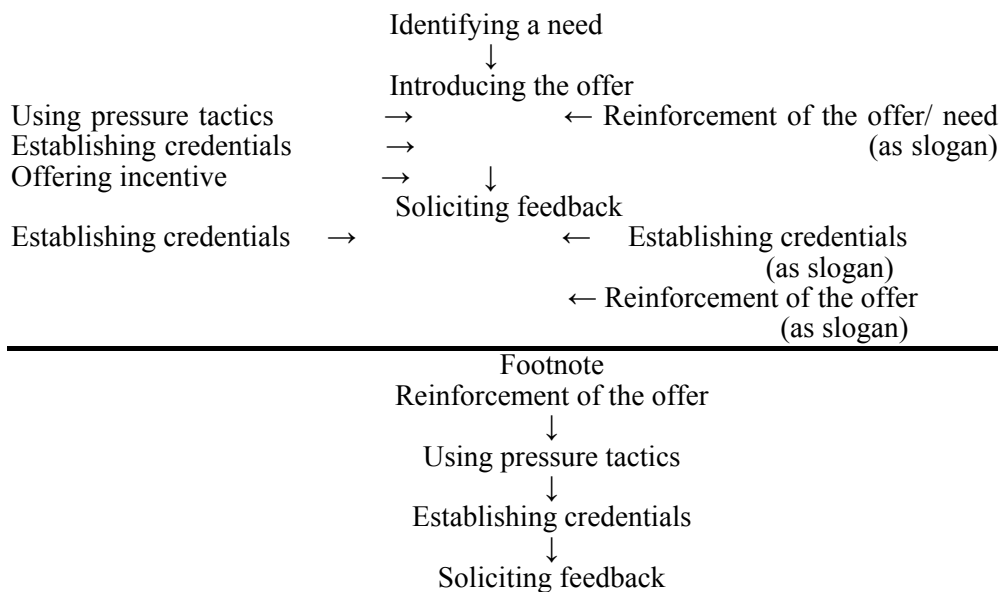 Identifying a need
↓
Introducing the offer
Using pressure tactics → ← Reinforcement of the offer/ need
Establishing credentials → (as slogan)
Offering incentive → ↓
Soliciting feedback
Establishing credentials → ← Establishing credentials
(as slogan)
← Reinforcement of the offer
(as slogan)
Footnote
Reinforcement of the offer
↓
Using pressure tactics
↓
Establishing credentials
↓
Soliciting feedback